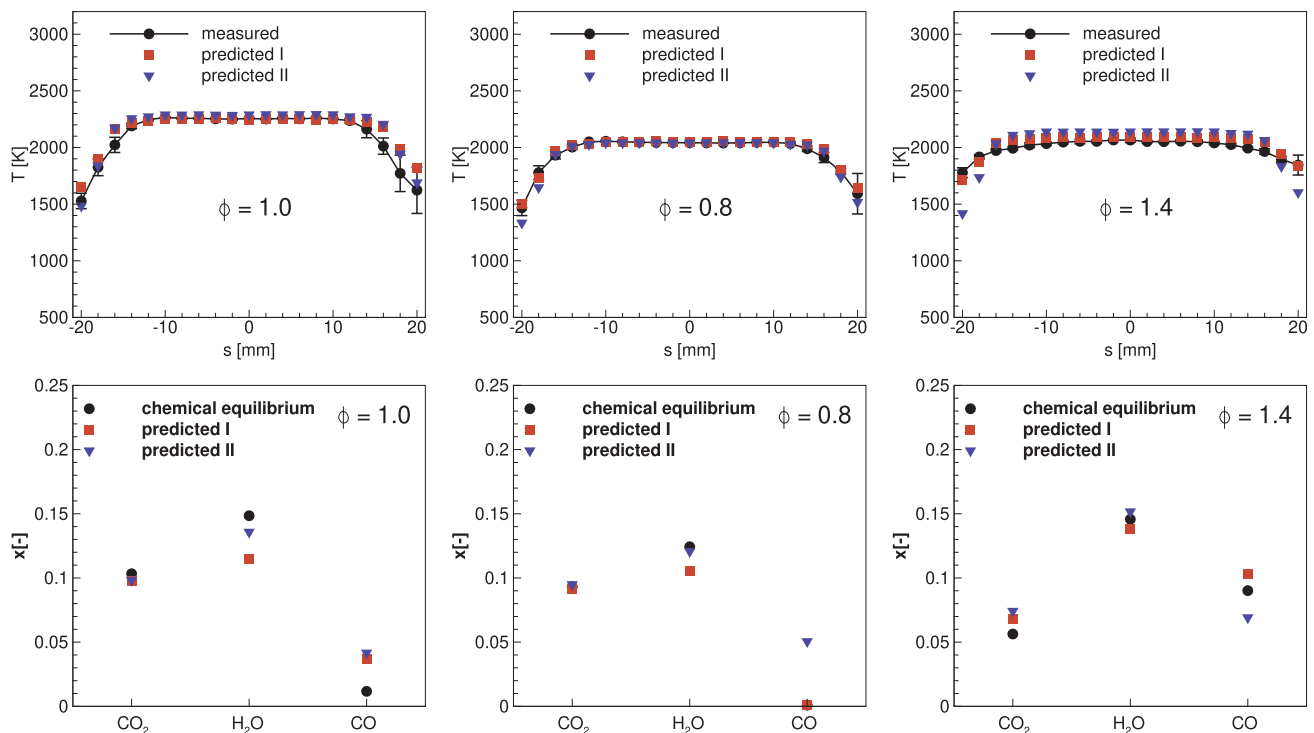 T [K]
3000
2500
2000
1500
1000
500
measured
predicted I
predicted II
ϕ = 1.0
-20
-10
0
10
20
s [mm]
T [K]
3000
2500
2000
1500
1000
500
measured
predicted I
predicted II
ϕ = 0.8
-20
-10
0
10
20
s [mm]
T [K]
3000
2500
2000
1500
1000
500
measured
predicted I
predicted II
ϕ = 1.4
-20
-10
0
10
20
s [mm]
x[-]
0.25
0.2
0.15
0.1
0.05
0
chemical equilibrium
predicted I
predicted II
ϕ = 1.0
CO₂
H₂O
CO
x[-]
0.25
0.2
0.15
0.1
0.05
0
chemical equilibrium
predicted I
predicted II
ϕ = 0.8
CO₂
H₂O
CO
x[-]
0.25
0.2
0.15
0.1
0.05
0
chemical equilibrium
predicted I
predicted II
ϕ = 1.4
CO₂
H₂O
CO